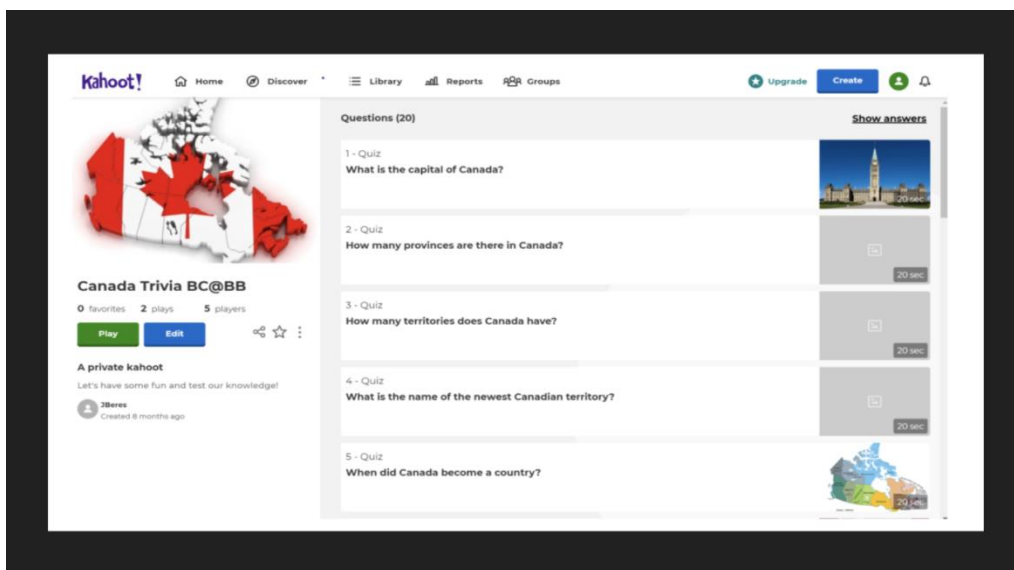 Kahoot! Home Discover Library Reports Groups Upgrade Create
Canada Trivia BC@BB
0 favorites 2 plays 5 players
Play Edit
A private kahoot
Let's have some fun and test our knowledge!
JBeres
Created 8 months ago
Questions (20) Show answers
1 - Quiz
What is the capital of Canada?
20 sec
2 - Quiz
How many provinces are there in Canada?
20 sec
3 - Quiz
How many territories does Canada have?
20 sec
4 - Quiz
What is the name of the newest Canadian territory?
20 sec
5 - Quiz
When did Canada become a country?
20 sec